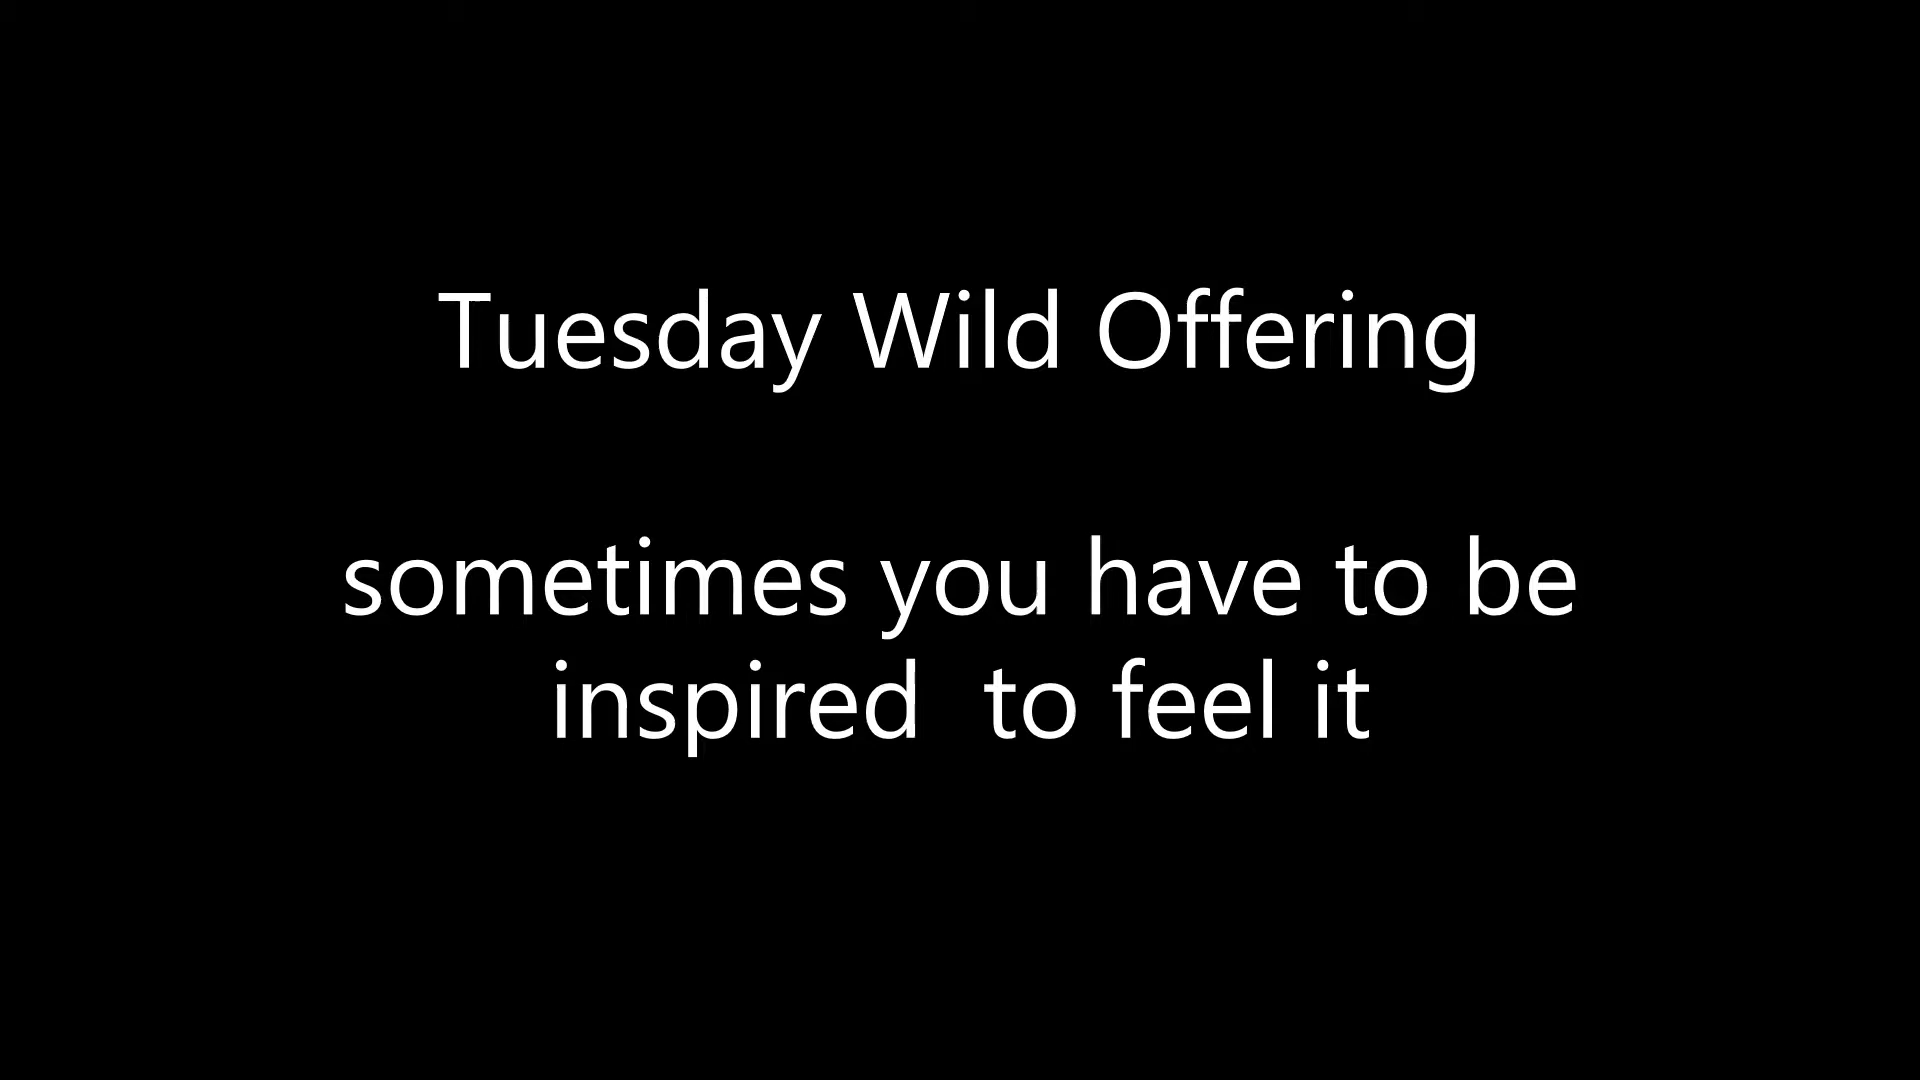 Tuesday Wild Offering
sometimes you have to be
inspired  to feel it